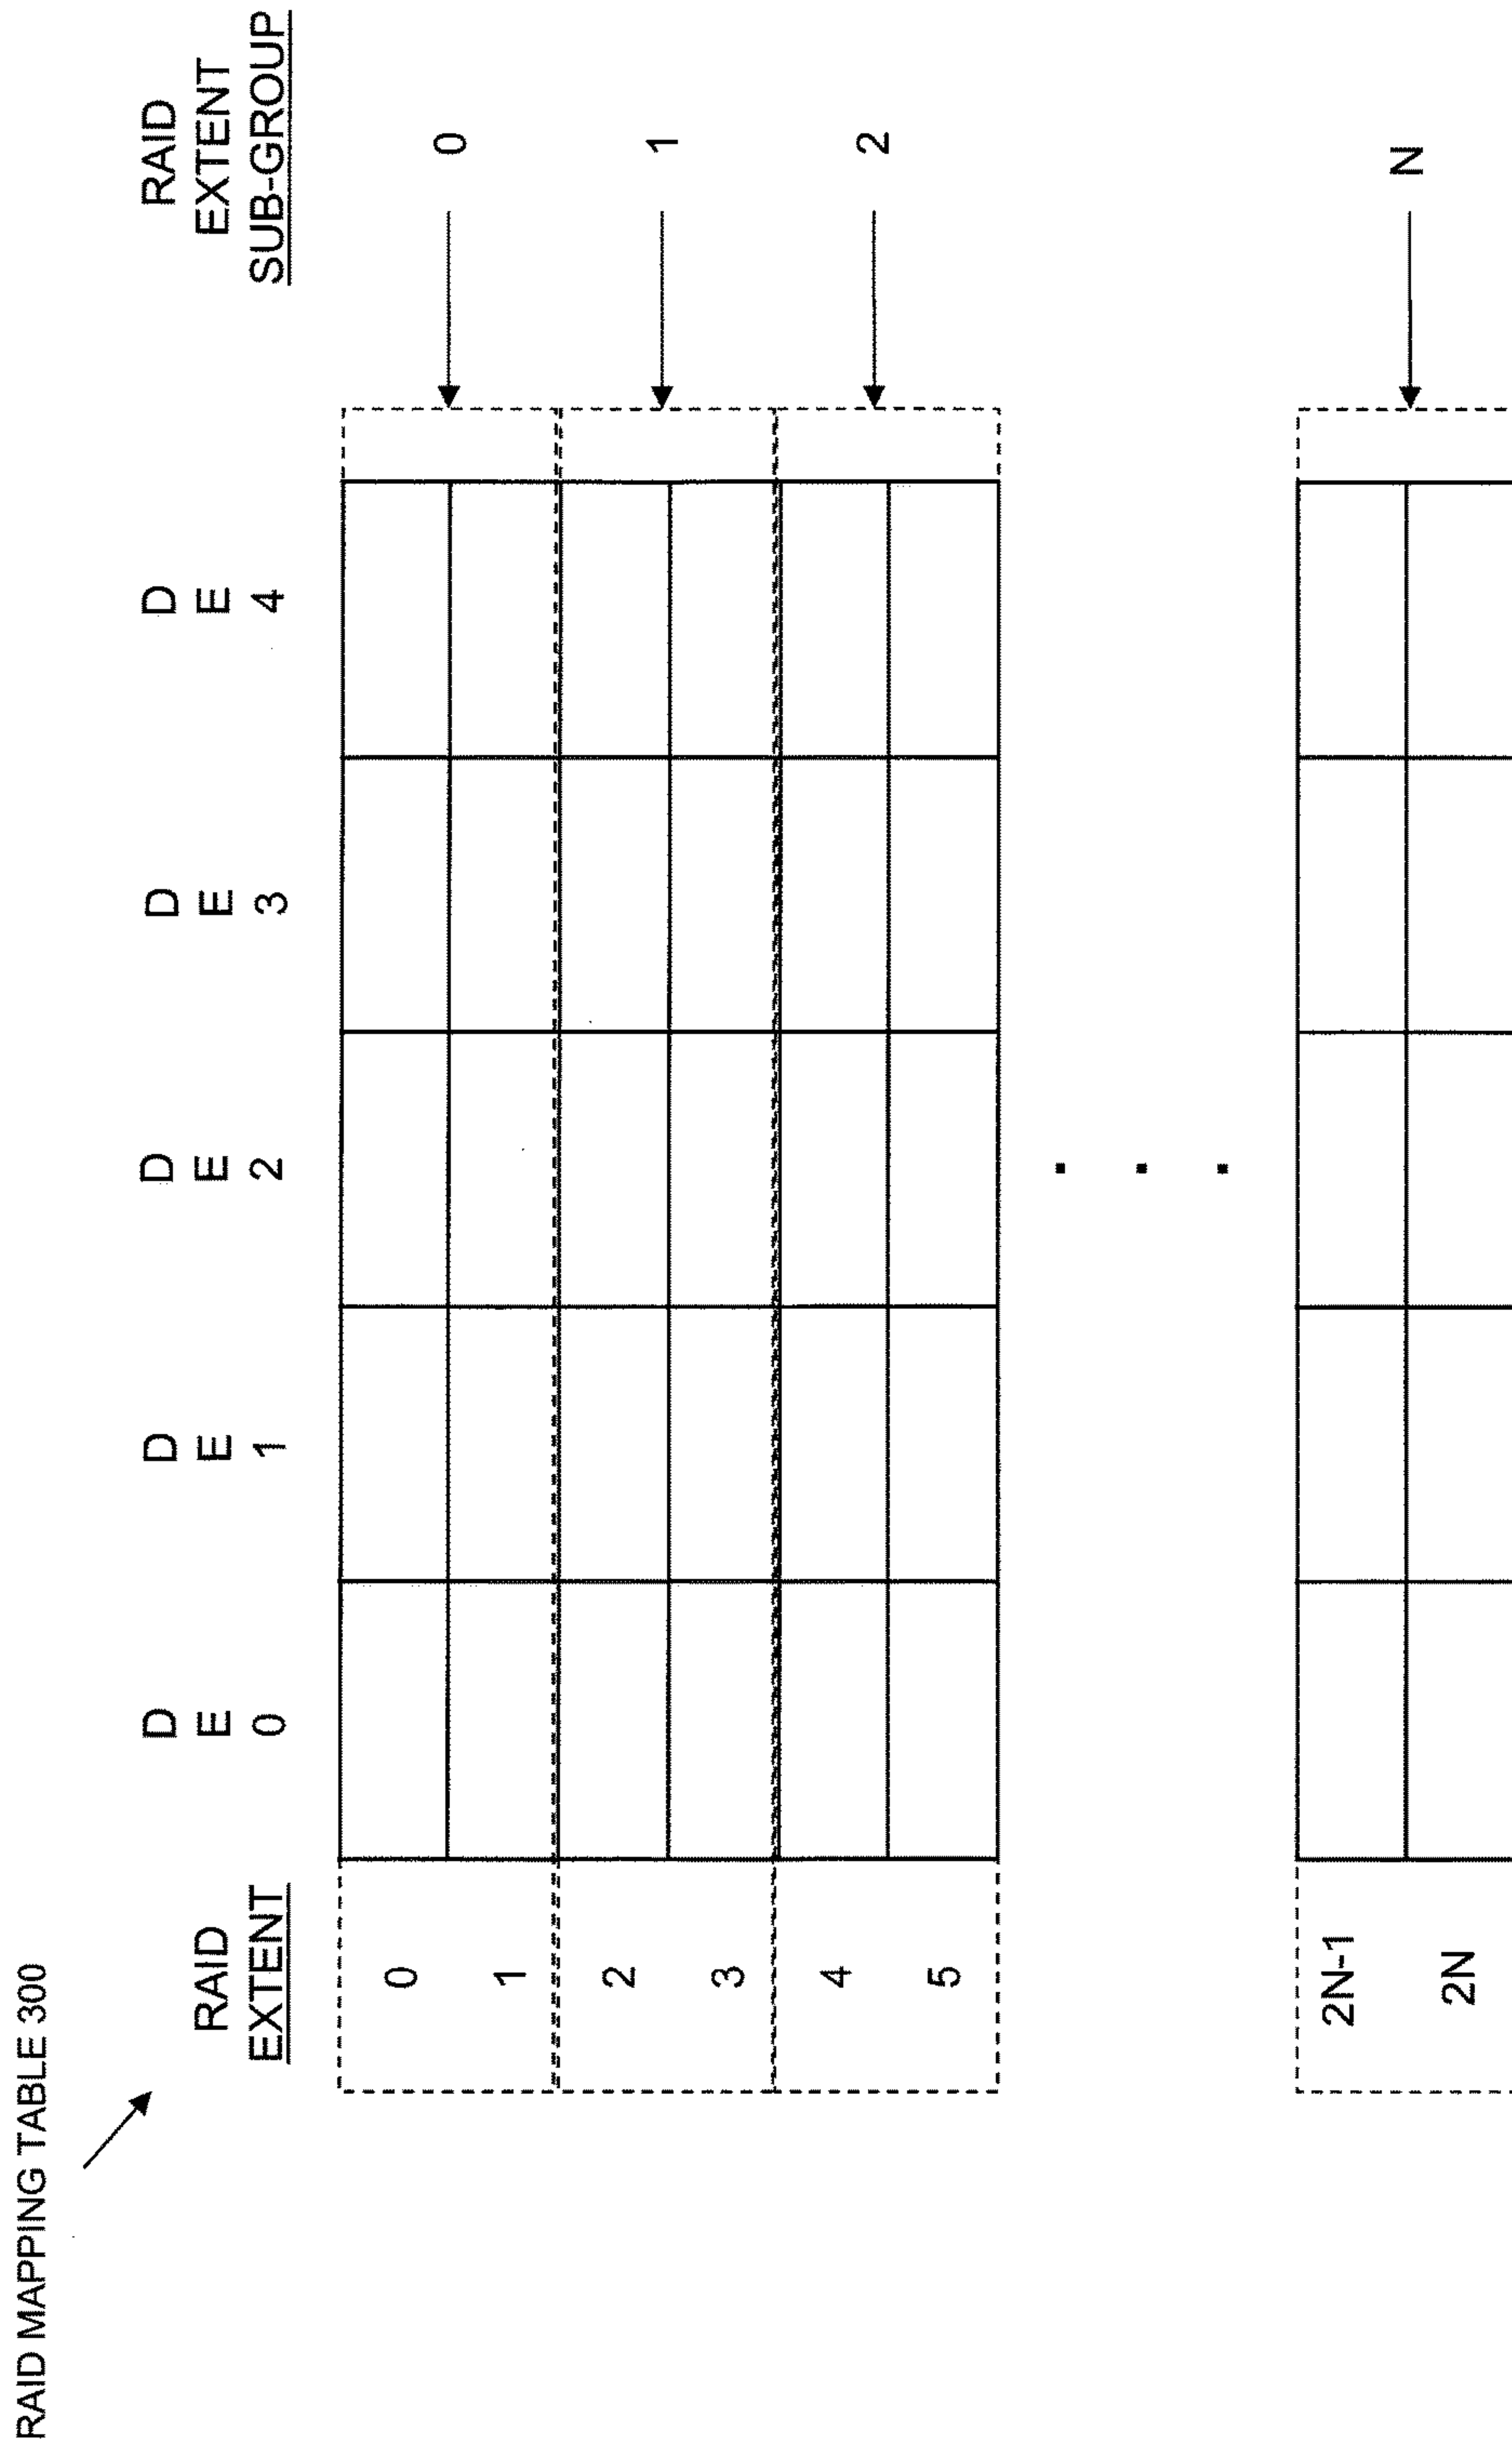 RAID MAPPING TABLE 300
RAID
EXTENT
D
E
0
D
E
1
D
E
2
D
E
3
D
E
4
RAID
EXTENT
SUB-GROUP
0
1
0
2
3
1
4
5
2
2N-1
2N
N